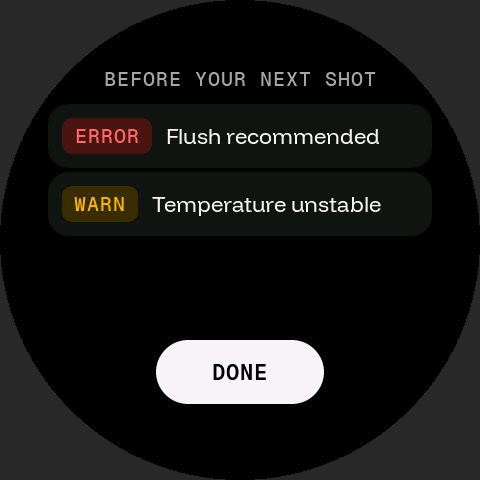 BEFORE YOUR NEXT SHOT
ERROR Flush recommended
WARN Temperature unstable
DONE